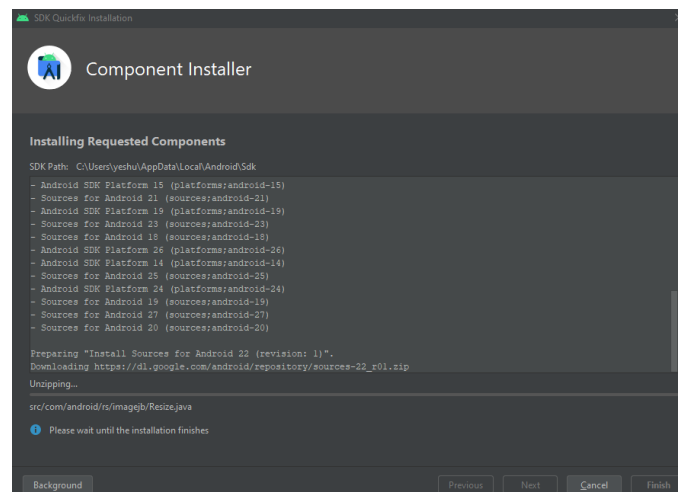 SDK Quickfix Installation
Component Installer
Installing Requested Components
SDK Path: C:\Users\yeshu\AppData\Local\Android\Sdk
- Android SDK Platform 15 (platforms;android-15)
- Sources for Android 21 (sources;android-21)
- Android SDK Platform 19 (platforms;android-19)
- Sources for Android 23 (sources;android-23)
- Sources for Android 18 (sources;android-18)
- Android SDK Platform 26 (platforms;android-26)
- Android SDK Platform 14 (platforms;android-14)
- Sources for Android 25 (sources;android-25)
- Android SDK Platform 24 (platforms;android-24)
- Sources for Android 19 (sources;android-19)
- Sources for Android 27 (sources;android-27)
- Sources for Android 20 (sources;android-20)
Preparing "Install Sources for Android 22 (revision: 1)".
Downloading https://dl.google.com/android/repository/sources-22_r01.zip
Unzipping...
src/com/android/rs/imagejb/Resize.java
Please wait until the installation finishes
Background Previous Next Cancel Finish